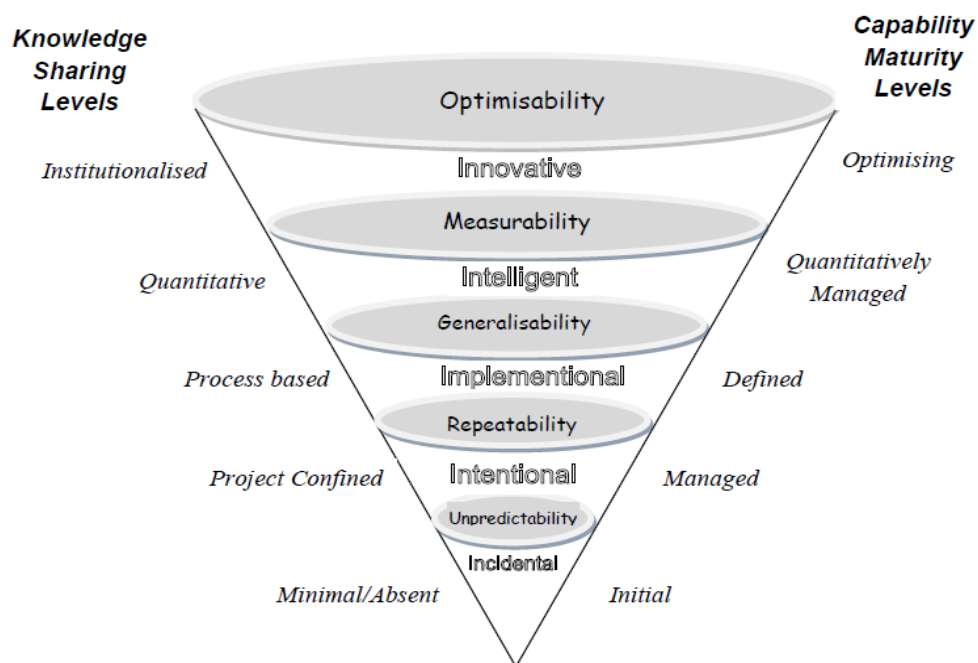 Knowledge
Sharing
Levels
Capability
Maturity
Levels
Optimisability
Institutionalised
Innovative
Optimising
Measurability
Quantitative
Intelligent
Quantitatively
Managed
Generalisability
Process based
Implementional
Defined
Repeatability
Project Confined
Intentional
Managed
Unpredictability
Incidental
Minimal/Absent
Initial